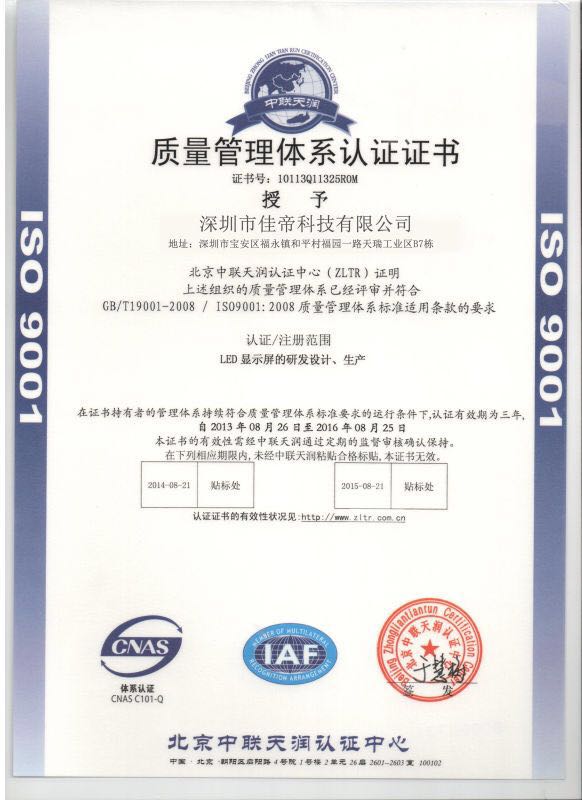 BEIJING ZHONG LIAN TIAN RUN CERTIFICATION CENTER
中联天润
质量管理体系认证证书
证书号：10113Q11325R0M
授 予
深圳市佳帝科技有限公司
地址：深圳市宝安区福永镇和平村福园一路天瑞工业区B7栋
北京中联天润认证中心（ZLTR）证明
上述组织的质量管理体系已经评审并符合
GB/T19001-2008 / ISO9001:2008 质量管理体系标准适用条款的要求
认证/注册范围
LED 显示屏的研发设计、生产
在证书持有者的管理体系持续符合质量管理体系标准要求的运行条件下,认证有效期为三年,
自 2013 年 08 月 26 日至 2016 年 08 月 25 日
本证书的有效性需经中联天润通过定期的监督审核确认保持。
在下列相应期限内,未经中联天润粘贴合格标贴,本证书无效。
2014-08-21 贴标处 2015-08-21 贴标处
认证证书的有效性状况见:http://www.zltr.com.cn
ISO 9001
ISO 9001
CNAS
体系认证
CNAS C101-Q
MEMBER OF MULTILATERAL
IAF
RECOGNITION ARRANGEMENT
Beijing Zhongliantianrun Certification
北京中联天润认证中心
签 发
北京中联天润认证中心
中国·北京·朝阳区启阳路 4 号院 1 号楼 2 单元 26 层 2601-2603 室 100102